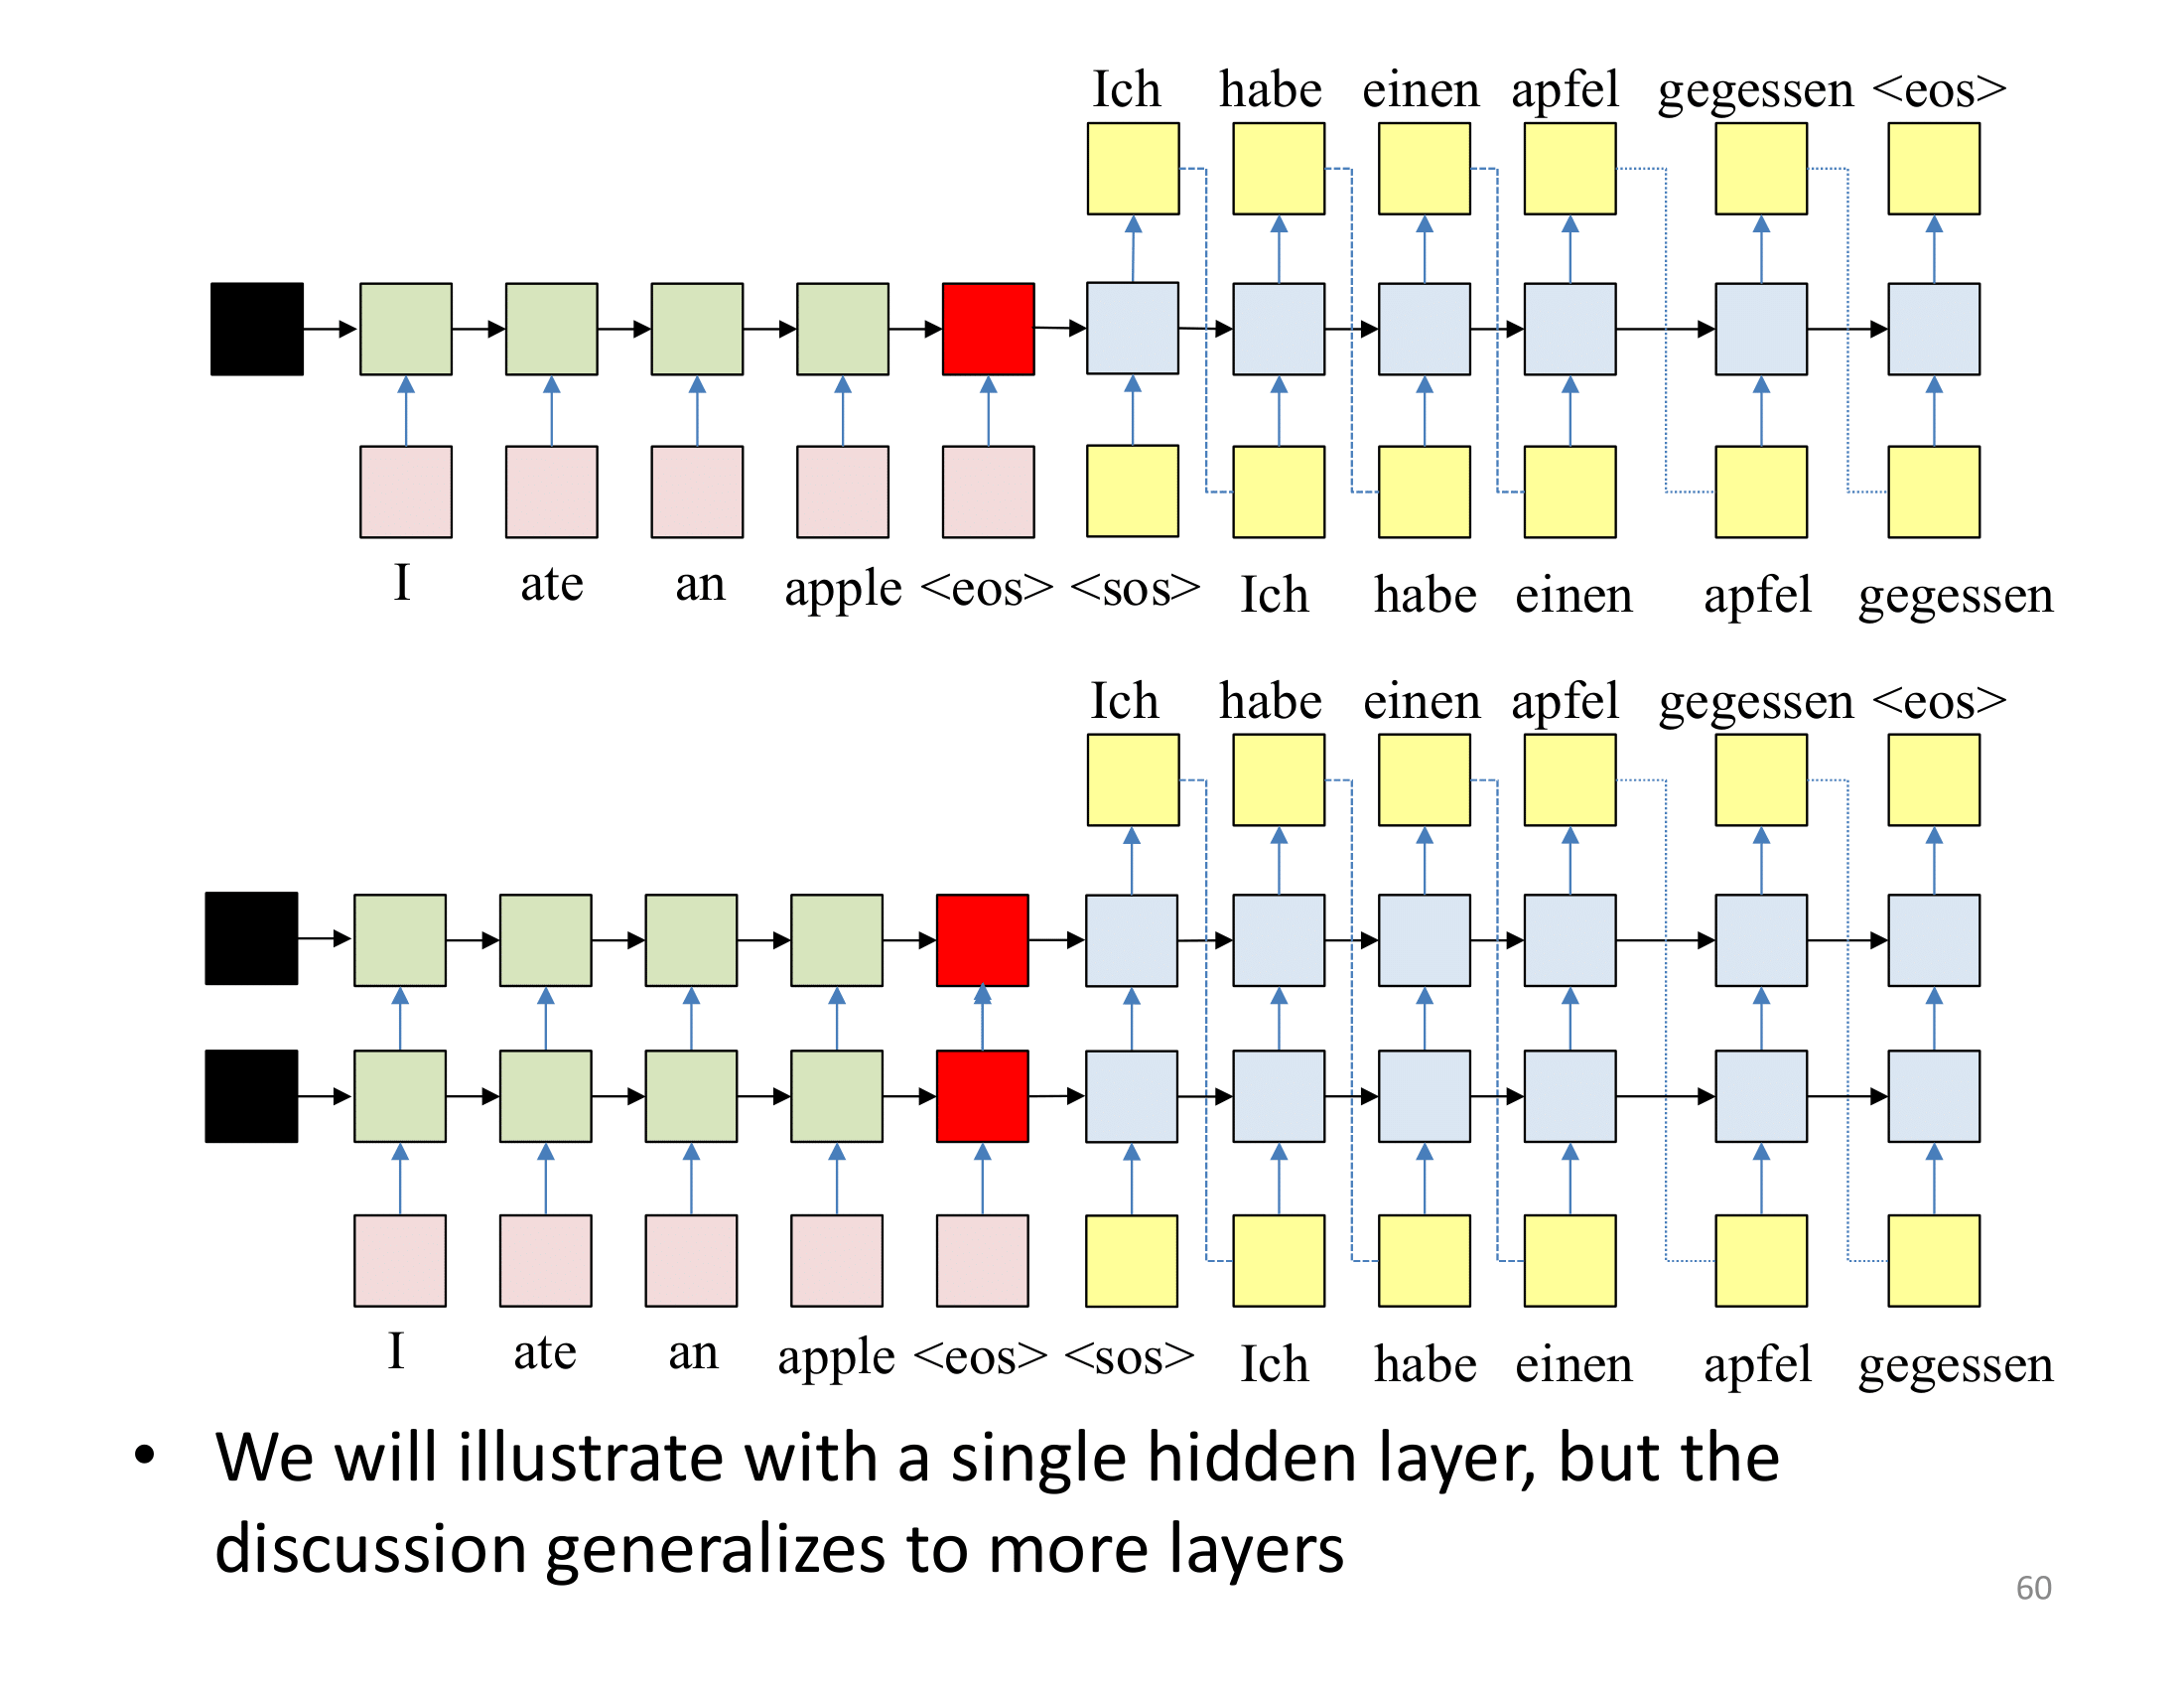 Ich habe einen apfel gegessen <eos>
I ate an apple <eos> <sos> Ich habe einen apfel gegessen
Ich habe einen apfel gegessen <eos>
I ate an apple <eos> <sos> Ich habe einen apfel gegessen
• We will illustrate with a single hidden layer, but the
discussion generalizes to more layers
60